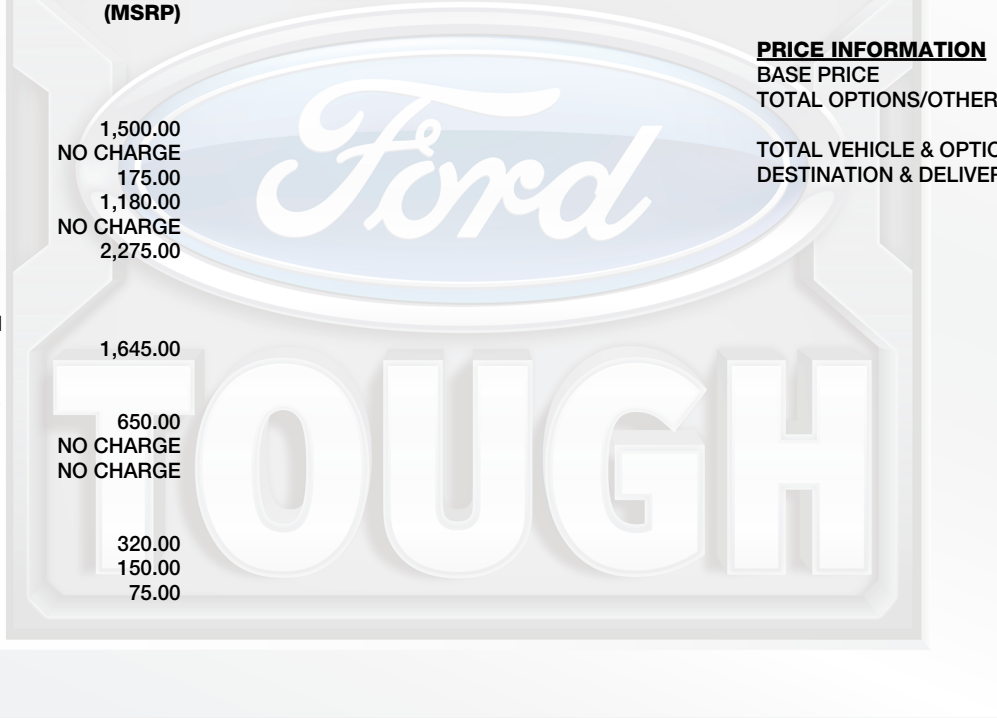 (MSRP)
1,500.00
NO CHARGE
175.00
1,180.00
NO CHARGE
2,275.00
1,645.00
650.00
NO CHARGE
NO CHARGE
320.00
150.00
75.00
PRICE INFORMATION
BASE PRICE
TOTAL OPTIONS/OTHER
TOTAL VEHICLE & OPTIO
DESTINATION & DELIVER
Ford
TOUGH